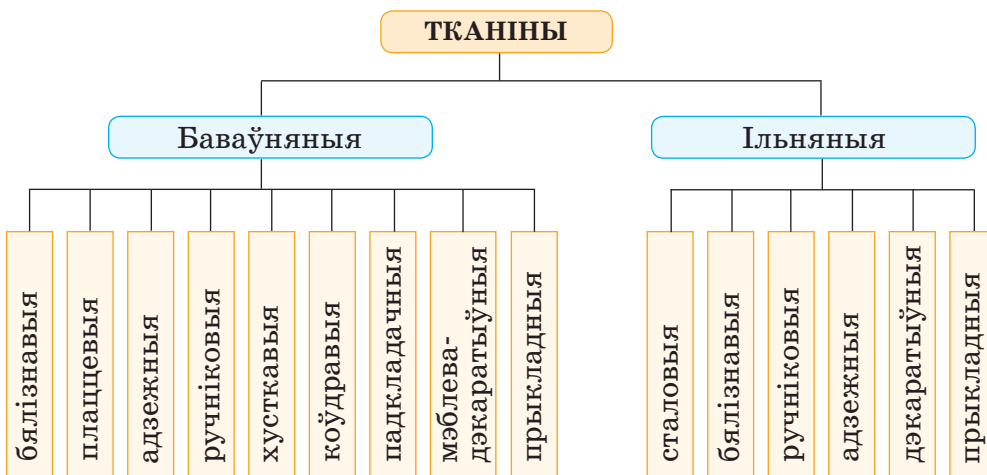 ТКАНІНЫ
Баваўняныя
Ільняныя
бялізнавыя
плаццевыя
адзежныя
ручніковыя
хусткавыя
коўдравыя
падкладачныя
мэблева-
дэкаратыўныя
прыкладныя
сталовыя
бялізнавыя
ручніковыя
адзежныя
дэкаратыўныя
прыкладныя